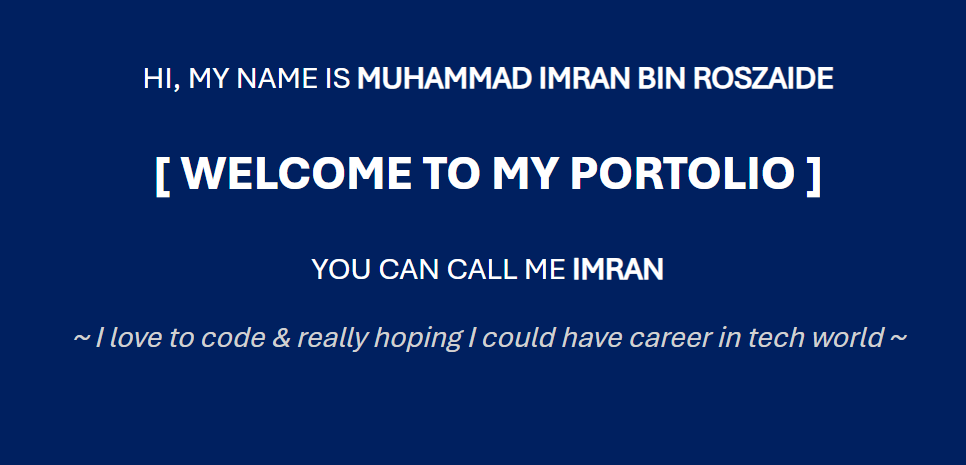 HI, MY NAME IS MUHAMMAD IMRAN BIN ROSZAIDE
[ WELCOME TO MY PORTOLIO ]
YOU CAN CALL ME IMRAN
~ I love to code & really hoping I could have career in tech world ~